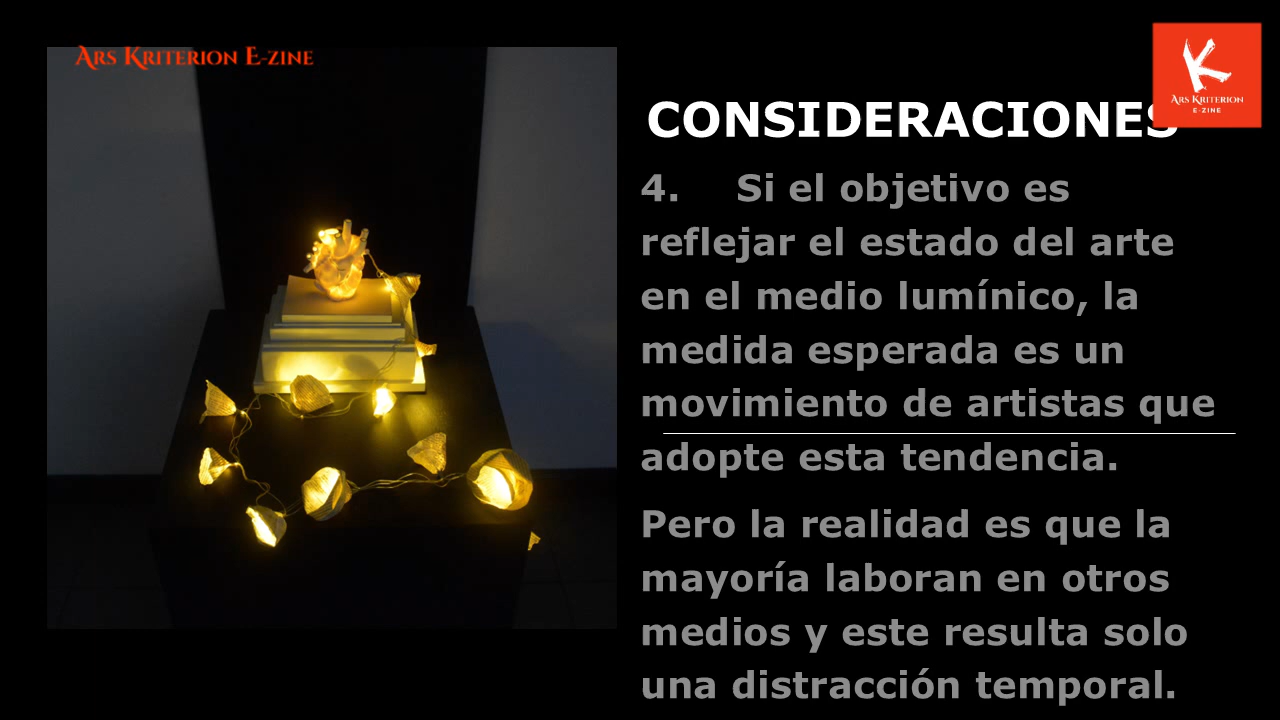 ARS KRITERION E-ZINE
ARS KRITERION
E-ZINE
CONSIDERACIONES
4. Si el objetivo es
reflejar el estado del arte
en el medio lumínico, la
medida esperada es un
movimiento de artistas que
adopte esta tendencia.
Pero la realidad es que la
mayoría laboran en otros
medios y este resulta solo
una distracción temporal.